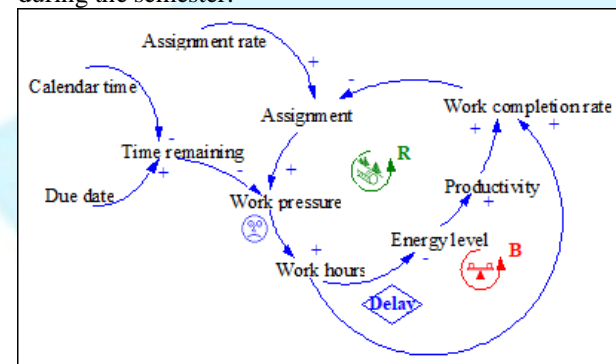 during the semester.
Assignment rate
+
Calendar time
-
Assignment
Work completion rate
-
+
+
Time remaining
+
-
+
R
Due date
Work pressure
Productivity
+
+
Energy level
-
B
Work hours
Delay